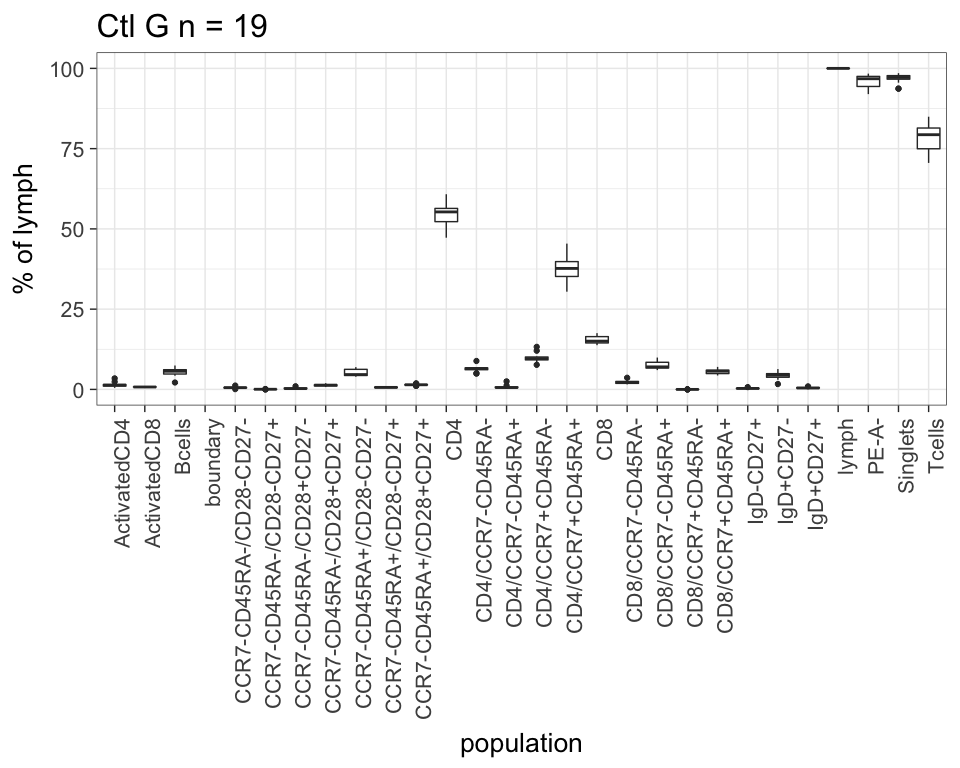 Ctl G n = 19
100
75
50
25
0
% of lymph
ActivatedCD4
ActivatedCD8
Bcells
boundary
CCR7-CD45RA-/CD28-CD27-
CCR7-CD45RA-/CD28-CD27+
CCR7-CD45RA-/CD28+CD27-
CCR7-CD45RA-/CD28+CD27+
CCR7-CD45RA+/CD28-CD27-
CCR7-CD45RA+/CD28-CD27+
CCR7-CD45RA+/CD28+CD27+
CD4
CD4/CCR7-CD45RA-
CD4/CCR7-CD45RA+
CD4/CCR7+CD45RA-
CD4/CCR7+CD45RA+
CD8
CD8/CCR7-CD45RA-
CD8/CCR7-CD45RA+
CD8/CCR7+CD45RA-
CD8/CCR7+CD45RA+
IgD-CD27+
IgD+CD27-
IgD+CD27+
lymph
PE-A-
Singlets
Tcells
population